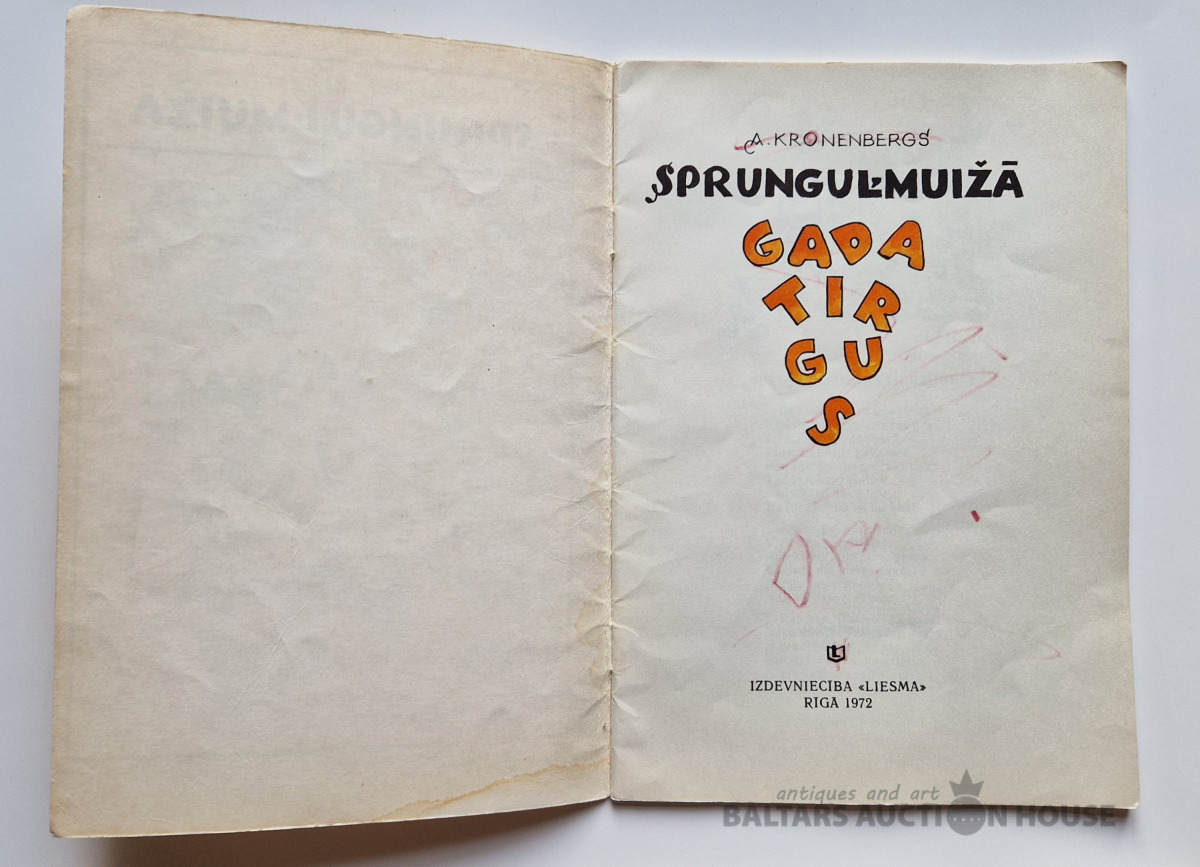 A. KRONENBERGS
SPRUNGUĻMUIŽĀ
GADA
TIR
GU
S
IZDEVNIECĪBA «LIESMA»
RĪGĀ 1972
antiques and art
BALTARS AUCTION HOUSE